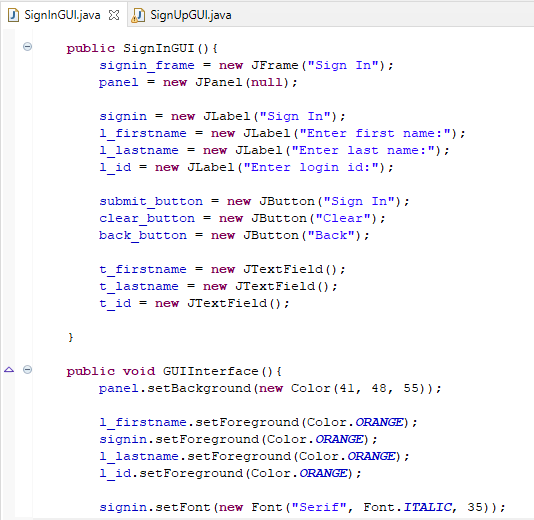 SignInGUI.java SignUpGUI.java
public SignInGUI(){
signin_frame = new JFrame("Sign In");
panel = new JPanel(null);
signin = new JLabel("Sign In");
l_firstname = new JLabel("Enter first name:");
l_lastname = new JLabel("Enter last name:");
l_id = new JLabel("Enter login id:");
submit_button = new JButton("Sign In");
clear_button = new JButton("Clear");
back_button = new JButton("Back");
t_firstname = new JTextField();
t_lastname = new JTextField();
t_id = new JTextField();
}
public void GUIInterface(){
panel.setBackground(new Color(41, 48, 55));
l_firstname.setForeground(Color.ORANGE);
signin.setForeground(Color.ORANGE);
l_lastname.setForeground(Color.ORANGE);
l_id.setForeground(Color.ORANGE);
signin.setFont(new Font("Serif", Font.ITALIC, 35));